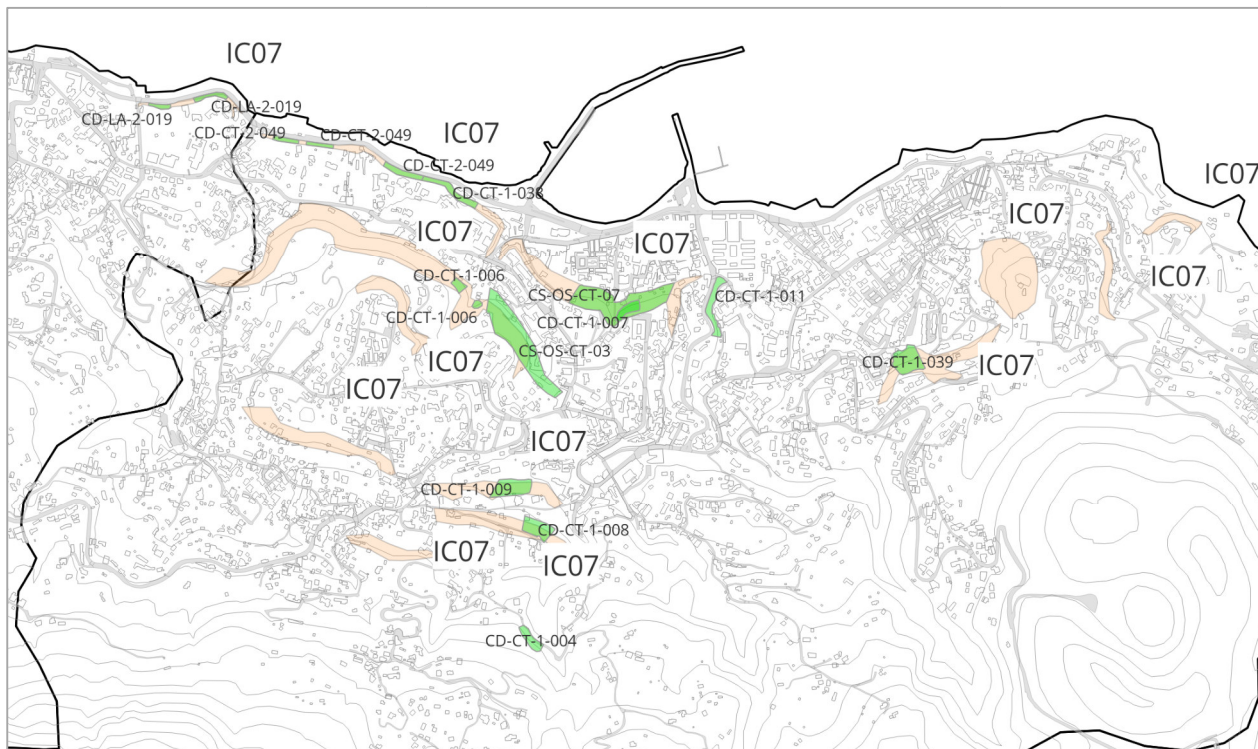 IC07
CD-LA-2-019
CD-LA-2-019
CD-CT-2-049
CD-CT-2-049
IC07
CD-CT-2-049
IC07
CD-CT-1-038
IC07
IC07
IC07
CD-CT-1-006
IC07
CS-OS-CT-07
CD-CT-1-011
CD-CT-1-006
CD-CT-1-007
CS-OS-CT-03
IC07
CD-CT-1-039
IC07
IC07
IC07
CD-CT-1-009
CD-CT-1-008
IC07
IC07
CD-CT-1-004